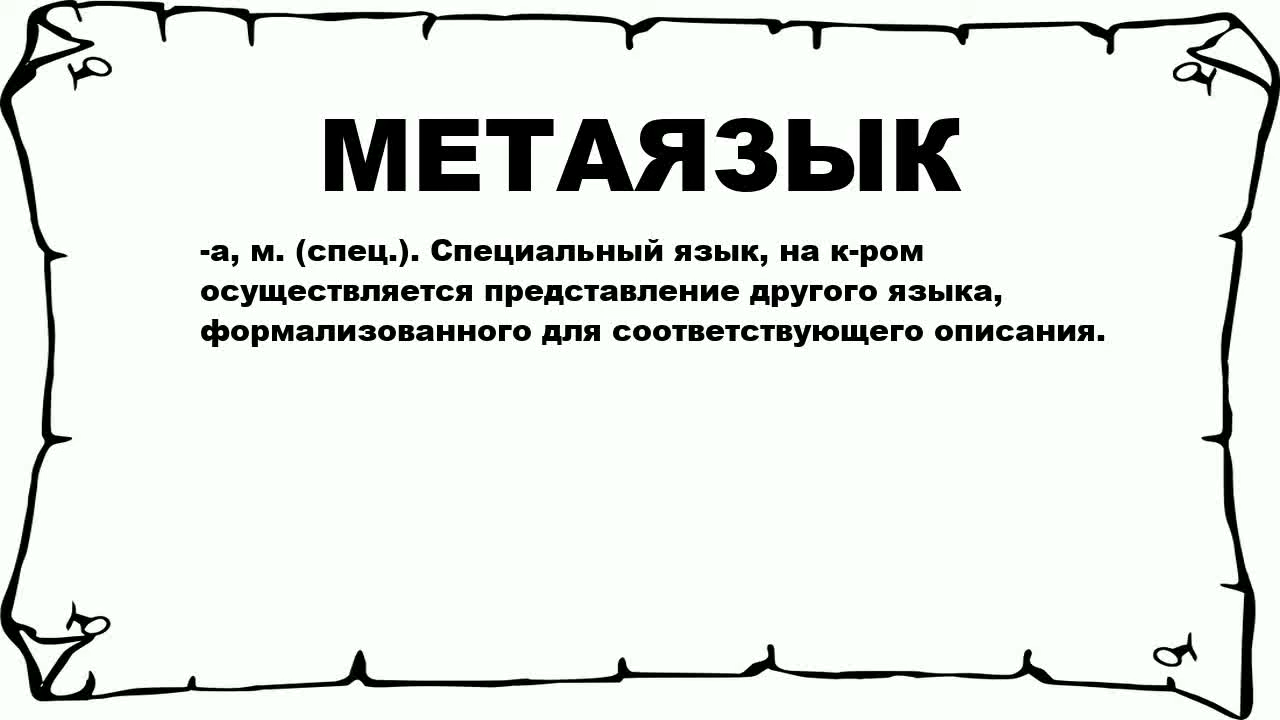 МЕТАЯЗЫК
-а, м. (спец.). Специальный язык, на к-ром
осуществляется представление другого языка,
формализованного для соответствующего описания.